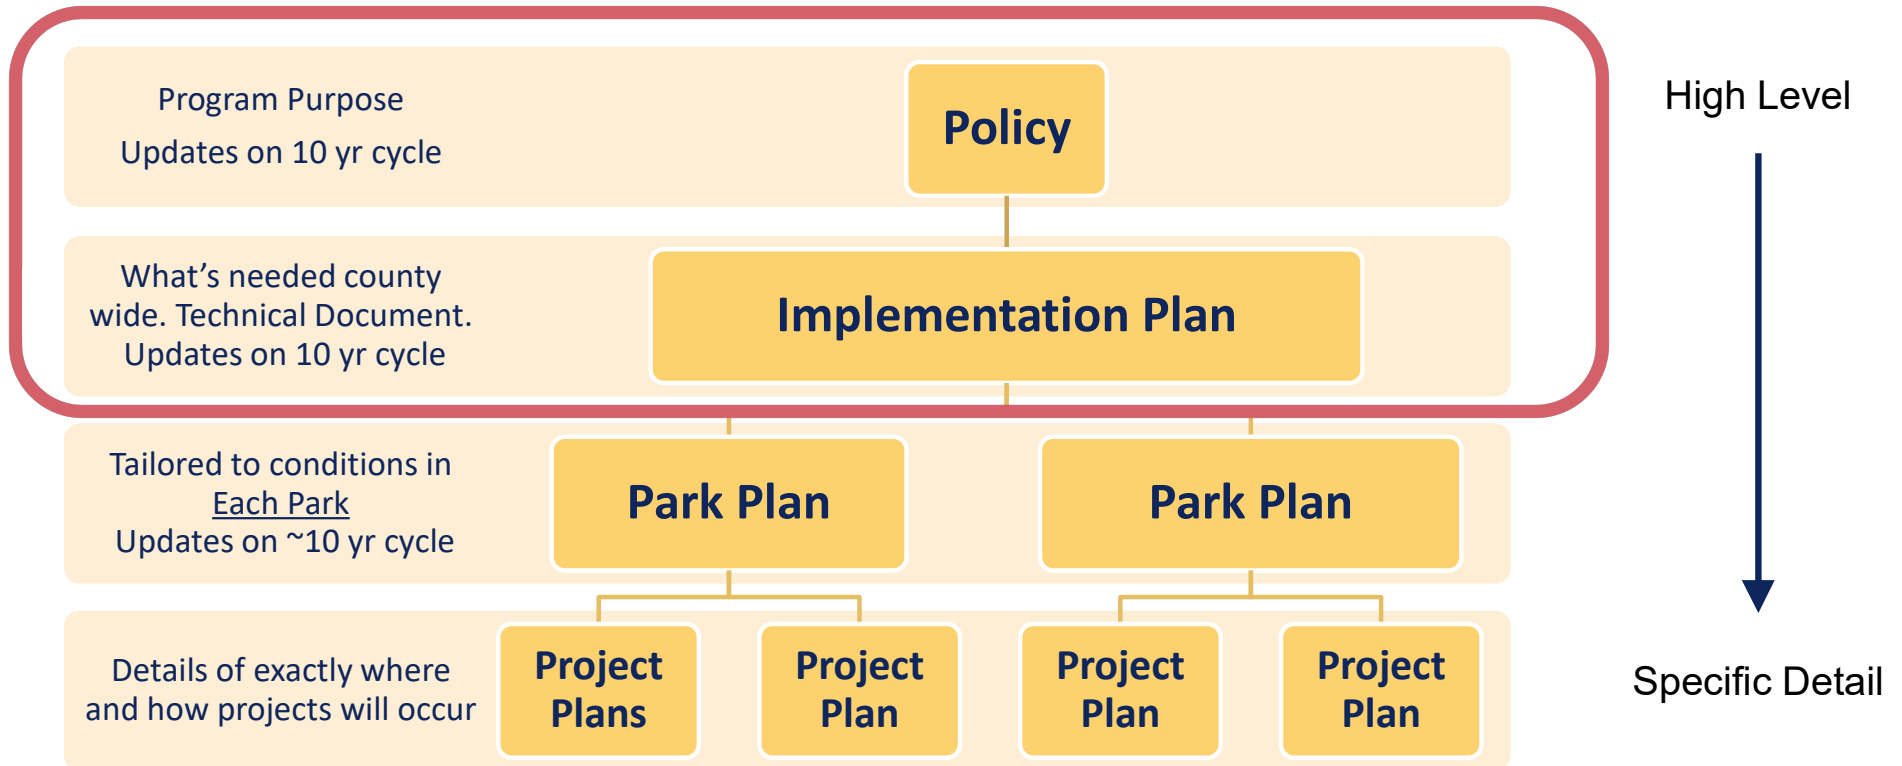 Program Purpose
Updates on 10 yr cycle
Policy
High Level
What’s needed county
wide. Technical Document.
Updates on 10 yr cycle
Implementation Plan
Tailored to conditions in
Each Park
Updates on ~10 yr cycle
Park Plan
Park Plan
Details of exactly where
and how projects will occur
Project
Plans
Project
Plan
Project
Plan
Project
Plan
Specific Detail